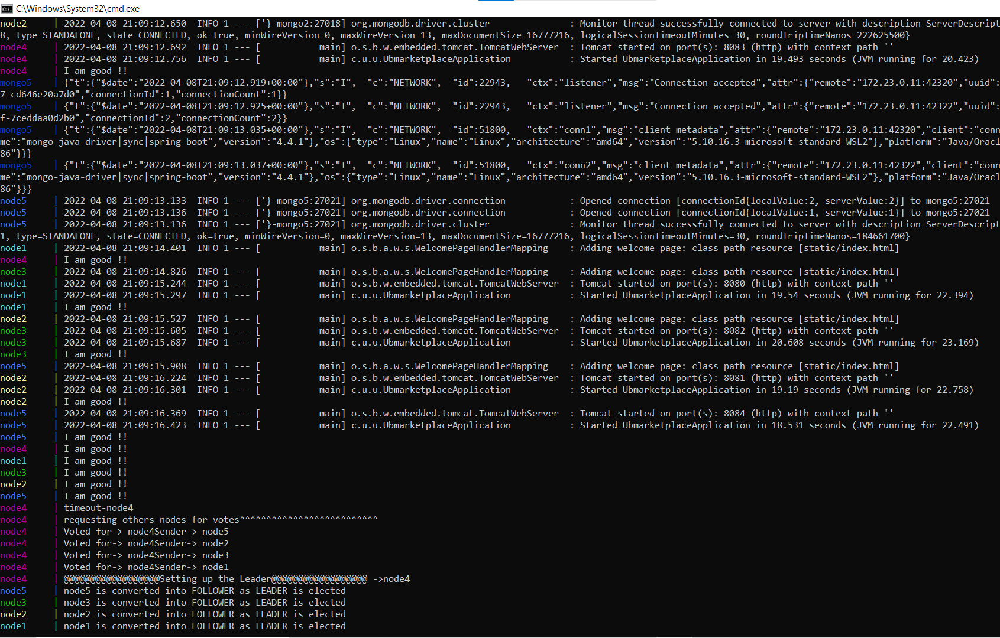 C:\Windows\System32\cmd.exe
node2     | 2022-04-08 21:09:12.650  INFO 1 --- ['}-mongo2:27018] org.mongodb.driver.cluster               : Monitor thread successfully connected to server with description ServerDescript
8, type=STANDALONE, state=CONNECTED, ok=true, minWireVersion=0, maxWireVersion=13, maxDocumentSize=16777216, logicalSessionTimeoutMinutes=30, roundTripTimeNanos=222625500}
node4     | 2022-04-08 21:09:12.692  INFO 1 --- [           main] o.s.b.w.embedded.tomcat.TomcatWebServer  : Tomcat started on port(s): 8083 (http) with context path ''
node4     | 2022-04-08 21:09:12.756  INFO 1 --- [           main] c.u.u.UbmarketplaceApplication           : Started UbmarketplaceApplication in 19.493 seconds (JVM running for 20.423)
node4     | I am good !!
mongo5    | {"t":{"$date":"2022-04-08T21:09:12.919+00:00"},"s":"I",  "c":"NETWORK",  "id":22943,   "ctx":"listener","msg":"Connection accepted","attr":{"remote":"172.23.0.11:42320","uuid":
7-cd646e20a7d0","connectionId":1,"connectionCount":1}}
mongo5    | {"t":{"$date":"2022-04-08T21:09:12.925+00:00"},"s":"I",  "c":"NETWORK",  "id":22943,   "ctx":"listener","msg":"Connection accepted","attr":{"remote":"172.23.0.11:42322","uuid":
f-7ceddaa0d2b0","connectionId":2,"connectionCount":2}}
mongo5    | {"t":{"$date":"2022-04-08T21:09:13.035+00:00"},"s":"I",  "c":"NETWORK",  "id":51800,   "ctx":"conn1","msg":"client metadata","attr":{"remote":"172.23.0.11:42320","client":"conn
me":"mongo-java-driver|sync|spring-boot","version":"4.4.1"},"os":{"type":"Linux","name":"Linux","architecture":"amd64","version":"5.10.16.3-microsoft-standard-WSL2"},"platform":"Java/Oracl
86"}}}
mongo5    | {"t":{"$date":"2022-04-08T21:09:13.037+00:00"},"s":"I",  "c":"NETWORK",  "id":51800,   "ctx":"conn2","msg":"client metadata","attr":{"remote":"172.23.0.11:42322","client":"conn
me":"mongo-java-driver|sync|spring-boot","version":"4.4.1"},"os":{"type":"Linux","name":"Linux","architecture":"amd64","version":"5.10.16.3-microsoft-standard-WSL2"},"platform":"Java/Oracl
86"}}}
node5     | 2022-04-08 21:09:13.133  INFO 1 --- ['}-mongo5:27021] org.mongodb.driver.connection            : Opened connection [connectionId{localValue:2, serverValue:2}] to mongo5:27021
node5     | 2022-04-08 21:09:13.136  INFO 1 --- ['}-mongo5:27021] org.mongodb.driver.connection            : Opened connection [connectionId{localValue:1, serverValue:1}] to mongo5:27021
node5     | 2022-04-08 21:09:13.136  INFO 1 --- ['}-mongo5:27021] org.mongodb.driver.cluster               : Monitor thread successfully connected to server with description ServerDescript
1, type=STANDALONE, state=CONNECTED, ok=true, minWireVersion=0, maxWireVersion=13, maxDocumentSize=16777216, logicalSessionTimeoutMinutes=30, roundTripTimeNanos=184661700}
node1     | 2022-04-08 21:09:14.401  INFO 1 --- [           main] o.s.b.a.w.s.WelcomePageHandlerMapping    : Adding welcome page: class path resource [static/index.html]
node4     | I am good !!
node3     | 2022-04-08 21:09:14.826  INFO 1 --- [           main] o.s.b.a.w.s.WelcomePageHandlerMapping    : Adding welcome page: class path resource [static/index.html]
node1     | 2022-04-08 21:09:15.244  INFO 1 --- [           main] o.s.b.w.embedded.tomcat.TomcatWebServer  : Tomcat started on port(s): 8080 (http) with context path ''
node1     | 2022-04-08 21:09:15.297  INFO 1 --- [           main] c.u.u.UbmarketplaceApplication           : Started UbmarketplaceApplication in 19.54 seconds (JVM running for 22.394)
node1     | I am good !!
node2     | 2022-04-08 21:09:15.527  INFO 1 --- [           main] o.s.b.a.w.s.WelcomePageHandlerMapping    : Adding welcome page: class path resource [static/index.html]
node3     | 2022-04-08 21:09:15.605  INFO 1 --- [           main] o.s.b.w.embedded.tomcat.TomcatWebServer  : Tomcat started on port(s): 8082 (http) with context path ''
node3     | 2022-04-08 21:09:15.687  INFO 1 --- [           main] c.u.u.UbmarketplaceApplication           : Started UbmarketplaceApplication in 20.608 seconds (JVM running for 23.169)
node3     | I am good !!
node5     | 2022-04-08 21:09:15.908  INFO 1 --- [           main] o.s.b.a.w.s.WelcomePageHandlerMapping    : Adding welcome page: class path resource [static/index.html]
node2     | 2022-04-08 21:09:16.224  INFO 1 --- [           main] o.s.b.w.embedded.tomcat.TomcatWebServer  : Tomcat started on port(s): 8081 (http) with context path ''
node2     | 2022-04-08 21:09:16.301  INFO 1 --- [           main] c.u.u.UbmarketplaceApplication           : Started UbmarketplaceApplication in 19.19 seconds (JVM running for 22.758)
node2     | I am good !!
node5     | 2022-04-08 21:09:16.369  INFO 1 --- [           main] o.s.b.w.embedded.tomcat.TomcatWebServer  : Tomcat started on port(s): 8084 (http) with context path ''
node5     | 2022-04-08 21:09:16.423  INFO 1 --- [           main] c.u.u.UbmarketplaceApplication           : Started UbmarketplaceApplication in 18.531 seconds (JVM running for 22.491)
node5     | I am good !!
node4     | I am good !!
node1     | I am good !!
node3     | I am good !!
node2     | I am good !!
node5     | I am good !!
node4     | timeout-node4
node4     | requesting others nodes for votes^^^^^^^^^^^^^^^^^^^^^^^^^^
node4     | Voted for-> node4Sender-> node5
node4     | Voted for-> node4Sender-> node2
node4     | Voted for-> node4Sender-> node3
node4     | Voted for-> node4Sender-> node1
node4     | @@@@@@@@@@@@@@@@@@Setting up the Leader@@@@@@@@@@@@@@@@@@ ->node4
node5     | node5 is converted into FOLLOWER as LEADER is elected
node3     | node3 is converted into FOLLOWER as LEADER is elected
node2     | node2 is converted into FOLLOWER as LEADER is elected
node1     | node1 is converted into FOLLOWER as LEADER is elected